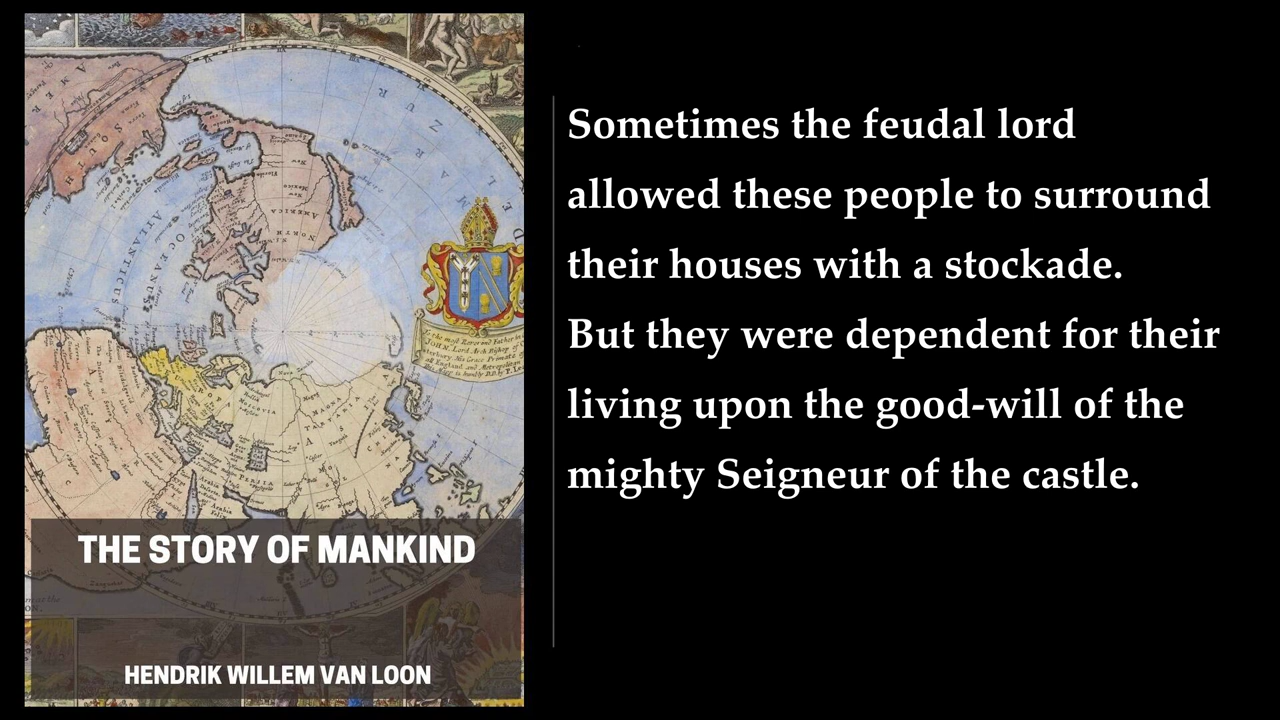 THE STORY OF MANKIND
HENDRIK WILLEM VAN LOON
Sometimes the feudal lord
allowed these people to surround
their houses with a stockade.
But they were dependent for their
living upon the good-will of the
mighty Seigneur of the castle.